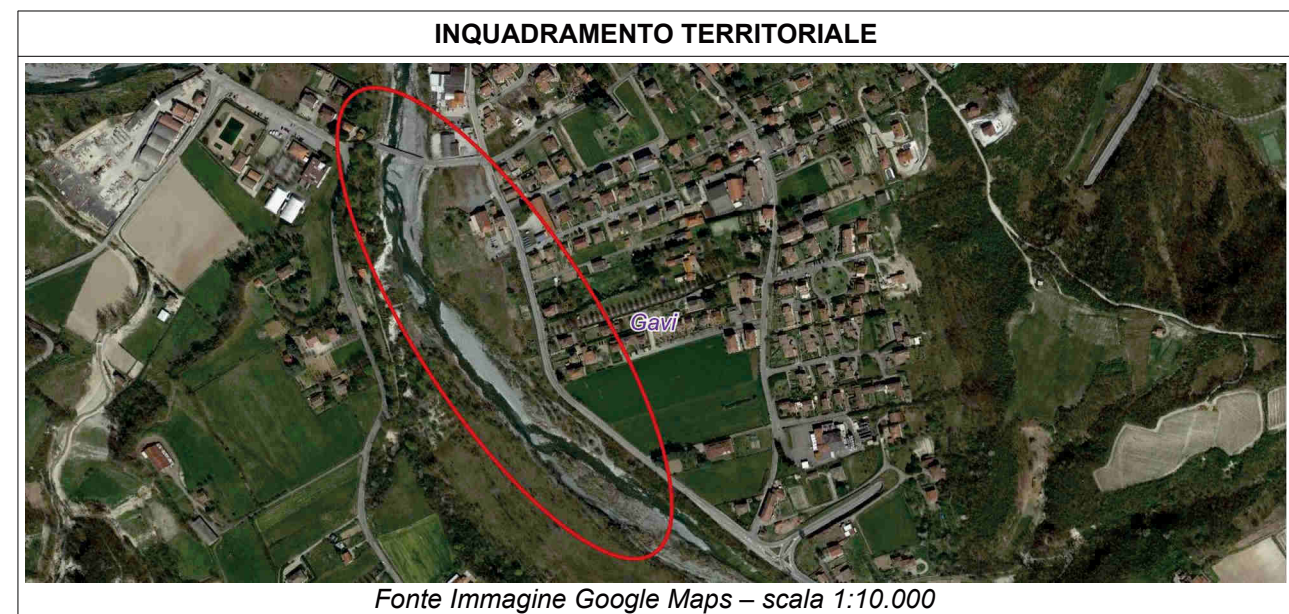 INQUADRAMENTO TERRITORIALE
Gavi
Fonte Immagine Google Maps – scala 1:10.000